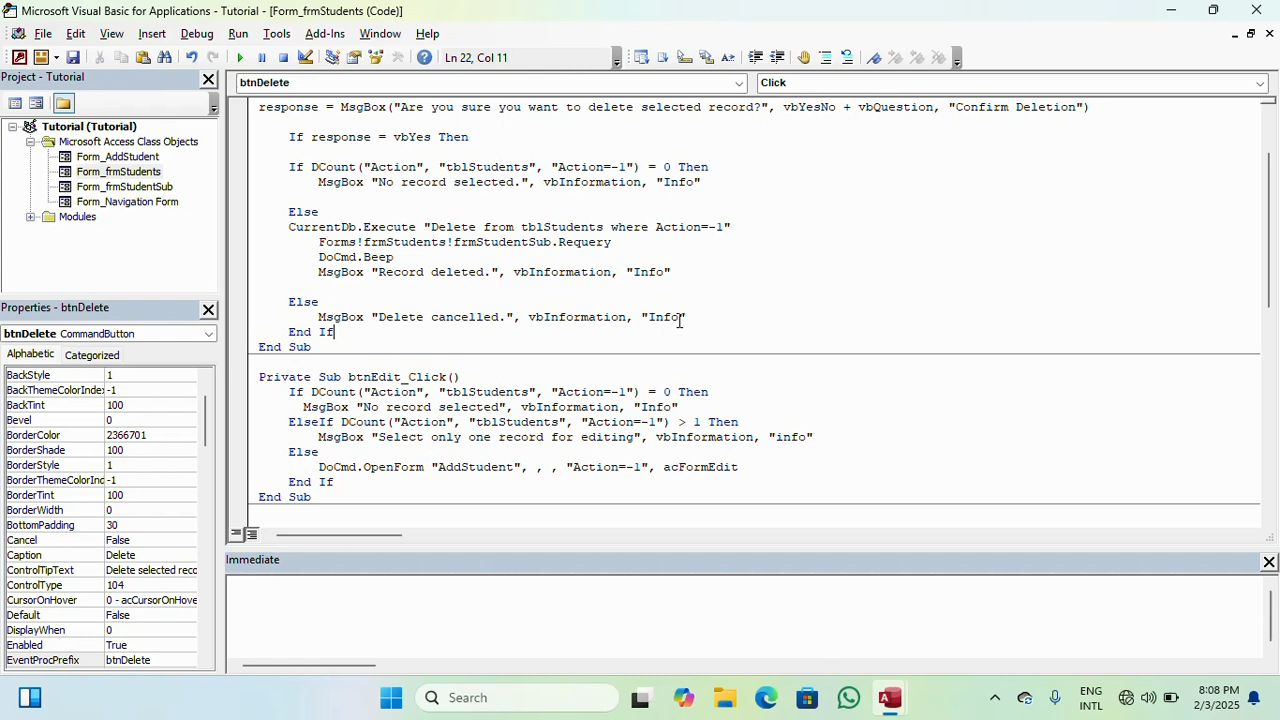 Microsoft Visual Basic for Applications - Tutorial - [Form_frmStudents (Code)]
File Edit View Insert Format Debug Run Tools Add-Ins Window Help
Ln 22, Col 11
Project - Tutorial
Tutorial (Tutorial)
Microsoft Access Class Objects
Form_AddStudent
Form_frmStudents
Form_frmStudentSub
Form_Navigation Form
Modules
Properties - btnDelete
btnDelete CommandButton
Alphabetic Categorized
BackStyle 1
BackThemeColorIndex -1
BackTint 100
Bevel 0
BorderColor 2366701
BorderShade 100
BorderStyle 1
BorderThemeColorInd -1
BorderTint 100
BorderWidth 0
BottomPadding 30
Cancel False
Caption Delete
ControlTipText Delete selected reco
ControlType 104
CursorOnHover 0 - acCursorOnHove
Default False
DisplayWhen 0
Enabled True
EventProcPrefix btnDelete
btnDelete Click
response = MsgBox("Are you sure you want to delete selected record?", vbYesNo + vbQuestion, "Confirm Deletion")
If response = vbYes Then
If DCount("Action", "tblStudents", "Action=-1") = 0 Then
MsgBox "No record selected.", vbInformation, "Info"
Else
CurrentDb.Execute "Delete from tblStudents where Action=-1"
Forms!frmStudents!frmStudentSub.Requery
DoCmd.Beep
MsgBox "Record deleted.", vbInformation, "Info"
Else
MsgBox "Delete cancelled.", vbInformation, "Info"
End If
End Sub
Private Sub btnEdit_Click()
If DCount("Action", "tblStudents", "Action=-1") = 0 Then
MsgBox "No record selected", vbInformation, "Info"
ElseIf DCount("Action", "tblStudents", "Action=-1") > 1 Then
MsgBox "Select only one record for editing", vbInformation, "info"
Else
DoCmd.OpenForm "AddStudent", , , "Action=-1", acFormEdit
End If
End Sub
Immediate
Search
ENG
INTL
8:08 PM
2/3/2025